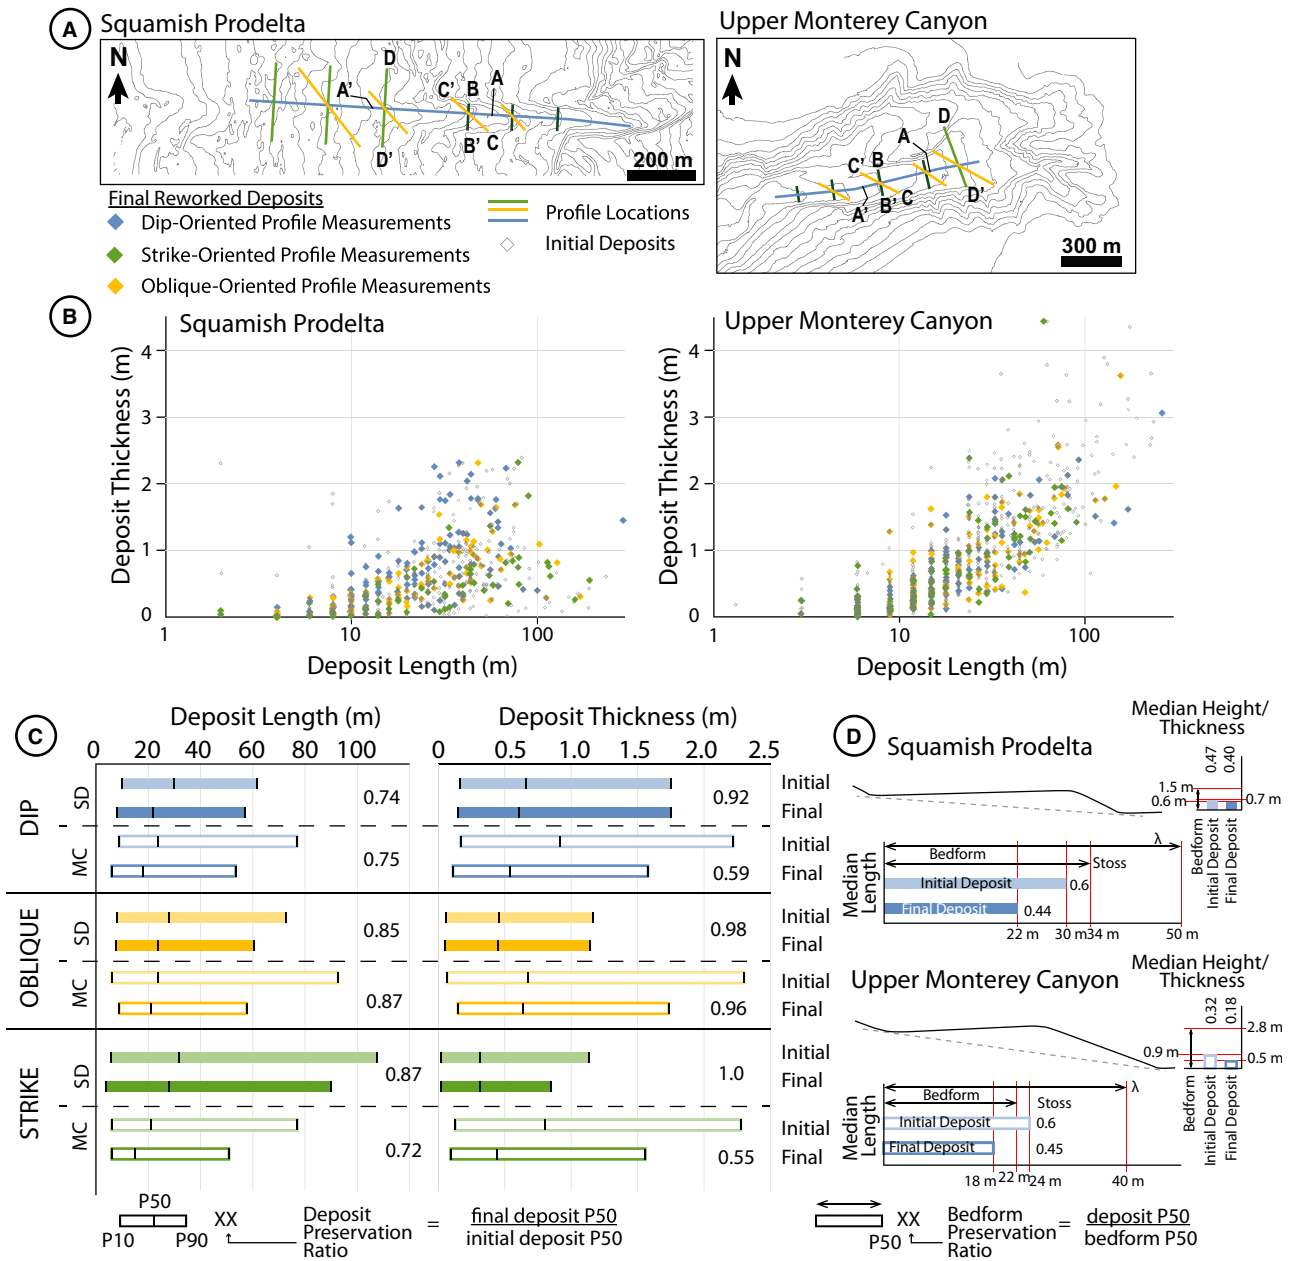 A
Squamish Prodelta
N
D
A'
C' B
A
B' C
D'
200 m
Upper Monterey Canyon
N
D
A
C' B
A'
B' C
D'
300 m
Final Reworked Deposits
Dip-Oriented Profile Measurements
Strike-Oriented Profile Measurements
Oblique-Oriented Profile Measurements
Profile Locations
Initial Deposits
B
Squamish Prodelta
Deposit Thickness (m)
4
3
2
1
0
1
10
100
Deposit Length (m)
Upper Monterey Canyon
Deposit Thickness (m)
4
3
2
1
0
1
10
100
Deposit Length (m)
C
Deposit Length (m)
0 20 40 60 80 100
Deposit Thickness (m)
0 0.5 1.0 1.5 2.0 2.5
DIP
SD
0.74
0.92
Initial
Final
MC
0.75
0.59
Initial
Final
OBLIQUE
SD
0.85
0.98
Initial
Final
MC
0.87
0.96
Initial
Final
STRIKE
SD
0.87
1.0
Initial
Final
MC
0.72
0.55
Initial
Final
P50
P10 P90
XX
Deposit Preservation Ratio
=
final deposit P50
initial deposit P50
D
Squamish Prodelta
Median Height/
Thickness
0.47
0.40
1.5 m
0.6 m
0.7 m
Bedform
Initial Deposit
Final Deposit
Median Length
λ
Bedform
Stoss
Initial Deposit
0.6
Final Deposit
0.44
22 m 30 m 34 m 50 m
Upper Monterey Canyon
Median Height/
Thickness
0.32
0.18
2.8 m
0.9 m
0.5 m
Bedform
Initial Deposit
Final Deposit
Median Length
λ
Bedform
Stoss
Initial Deposit
0.6
Final Deposit
0.45
18 m 22 m 24 m 40 m
P50
XX
Bedform Preservation Ratio
=
deposit P50
bedform P50